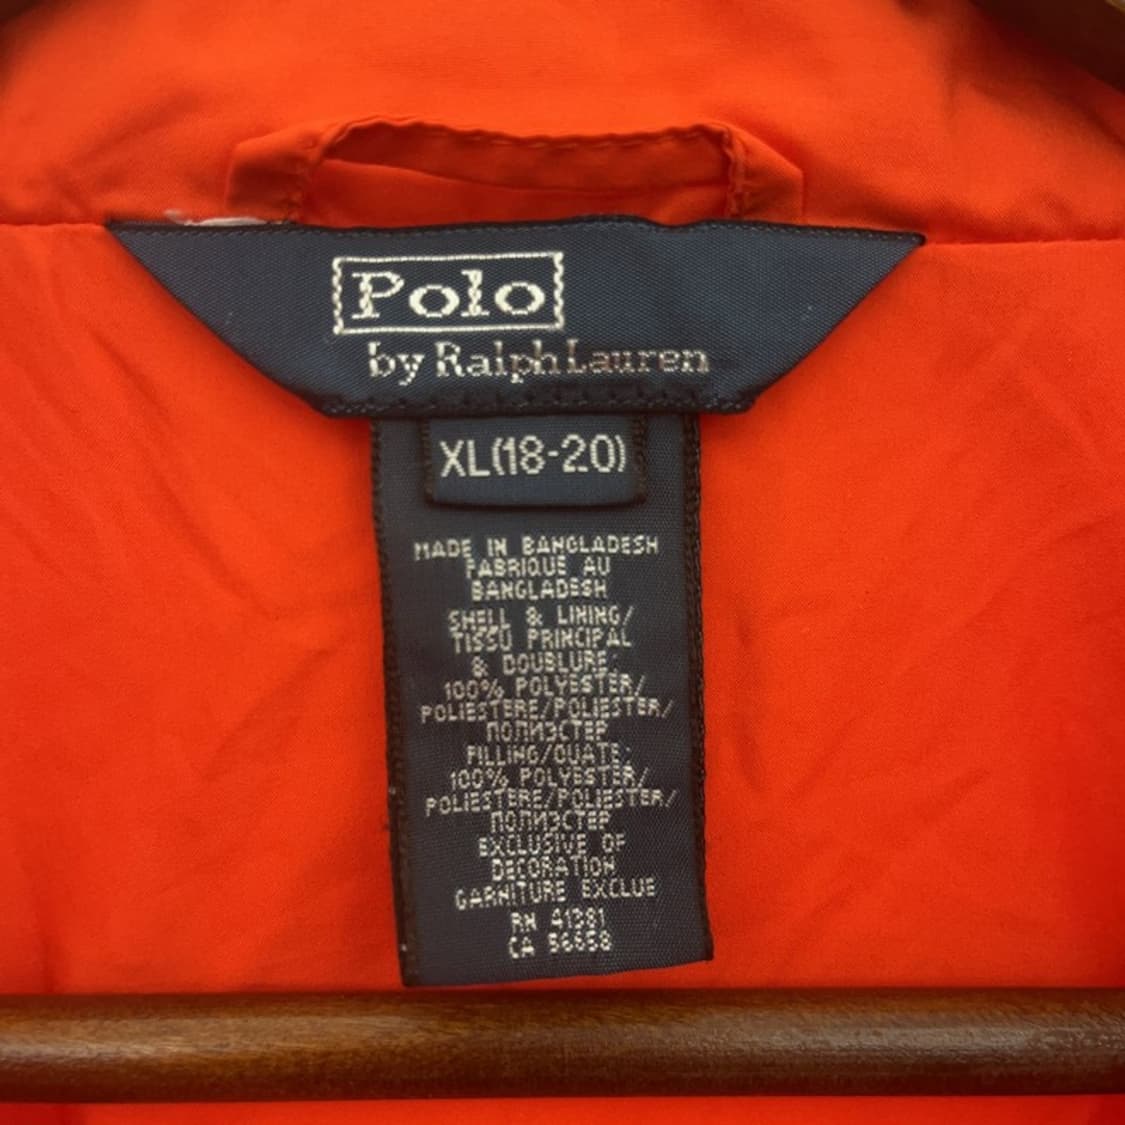 Polo
by Ralph Lauren
XL(18-20)
MADE IN BANGLADESH
FABRIQUE AU
BANGLADESH
SHELL & LINING/
TISSU PRINCIPAL
& DOUBLURE:
100% POLYESTER/
POLIESTERE/POLIESTER/
ПОЛИЭСТЕР
FILLING/OUATE:
100% POLYESTER/
POLIESTERE/POLIESTER/
ПОЛИЭСТЕР
EXCLUSIVE OF
DECORATION
GARNITURE EXCLUE
RN 41381
CA 56658